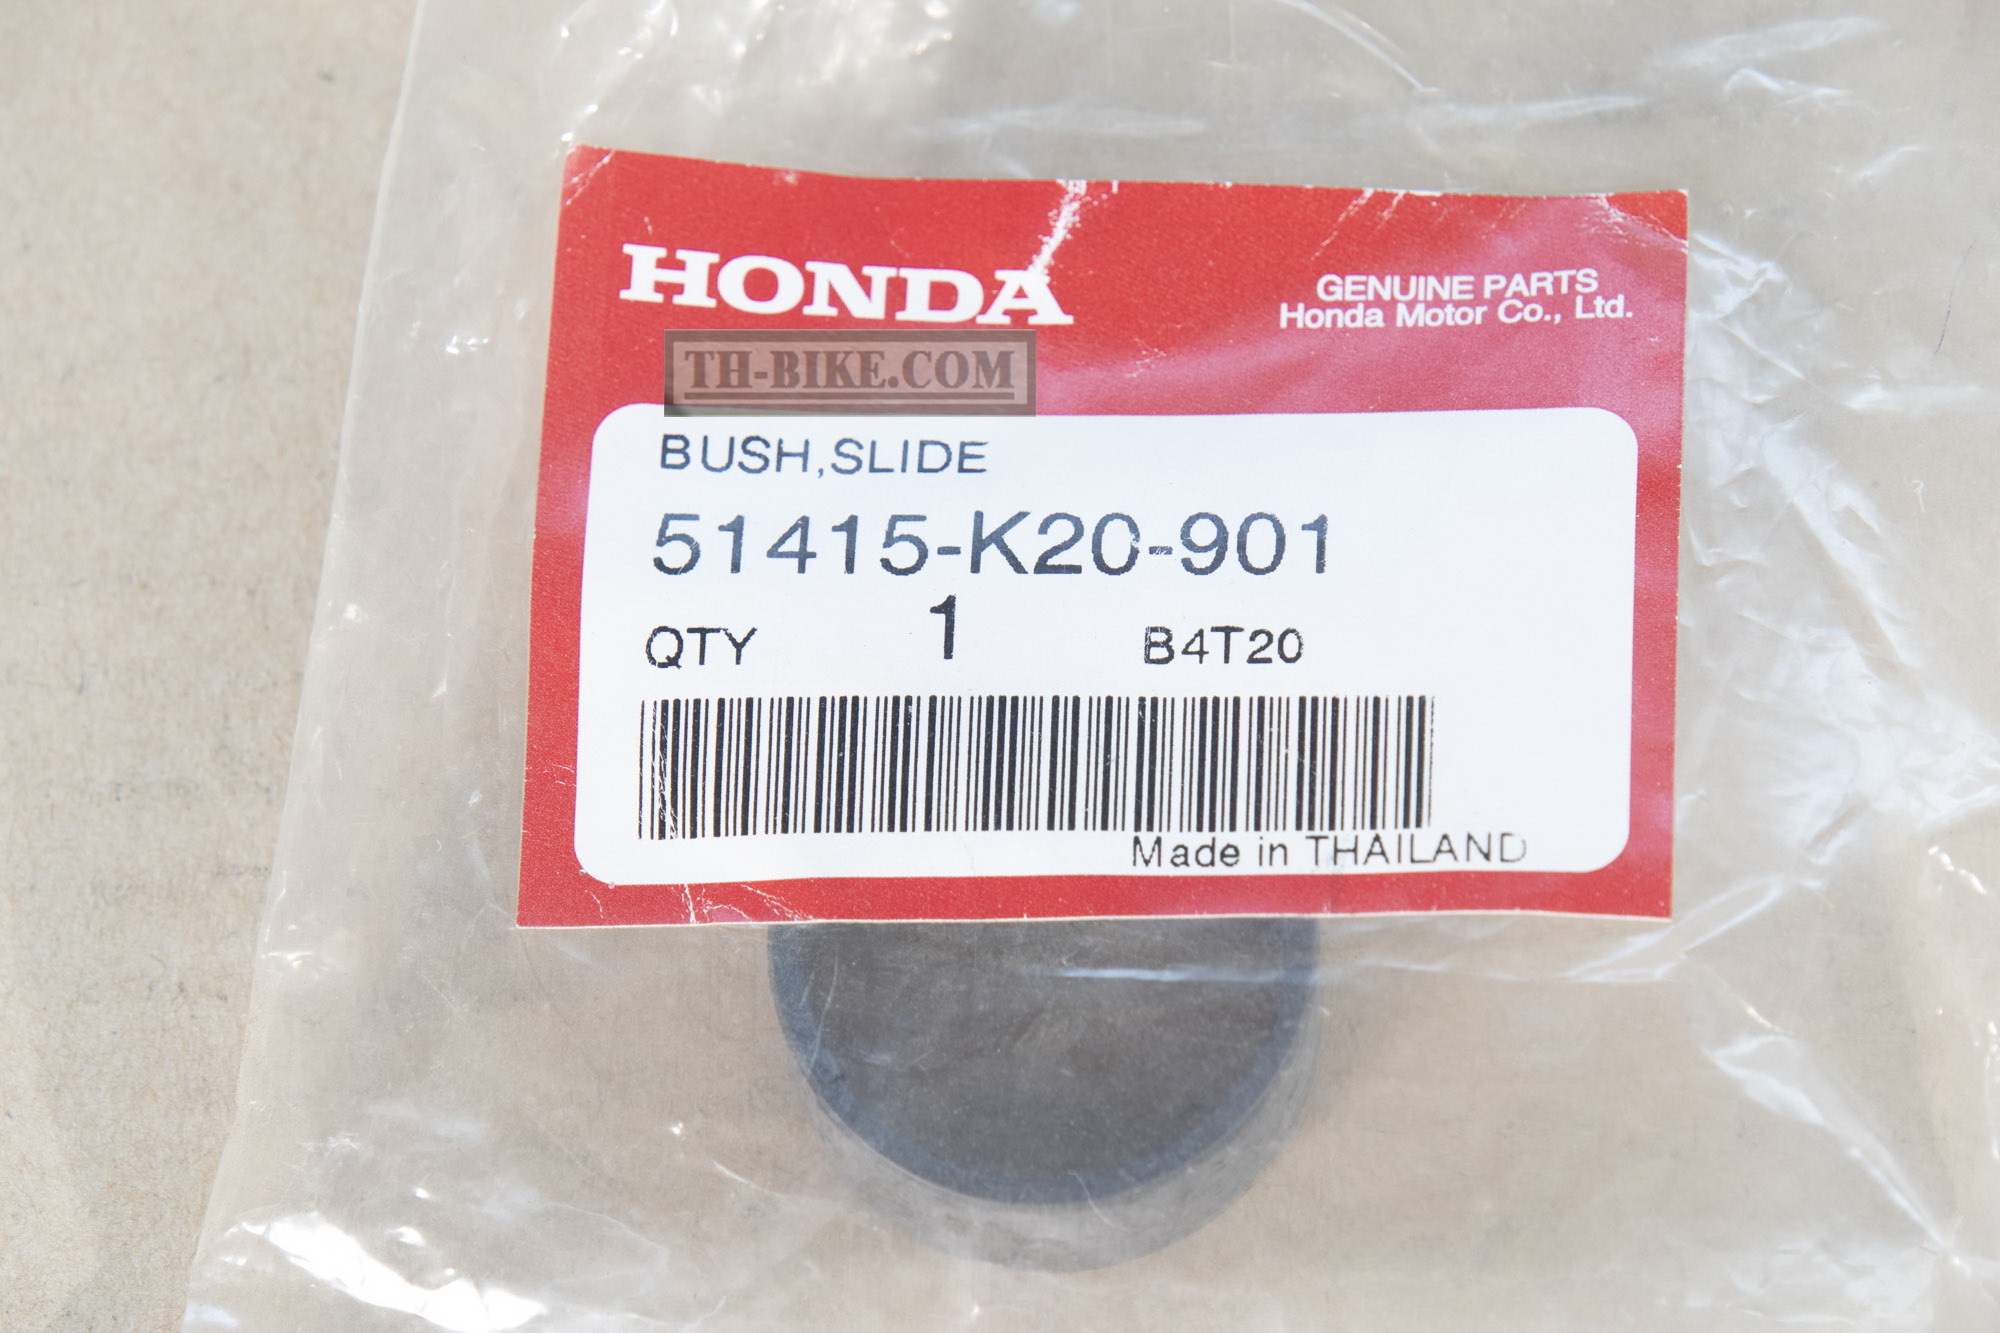 HONDA
GENUINE PARTS
Honda Motor Co., Ltd.
TH-BIKE.COM
BUSH,SLIDE
51415-K20-901
QTY 1 B4T20
Made in THAILAND